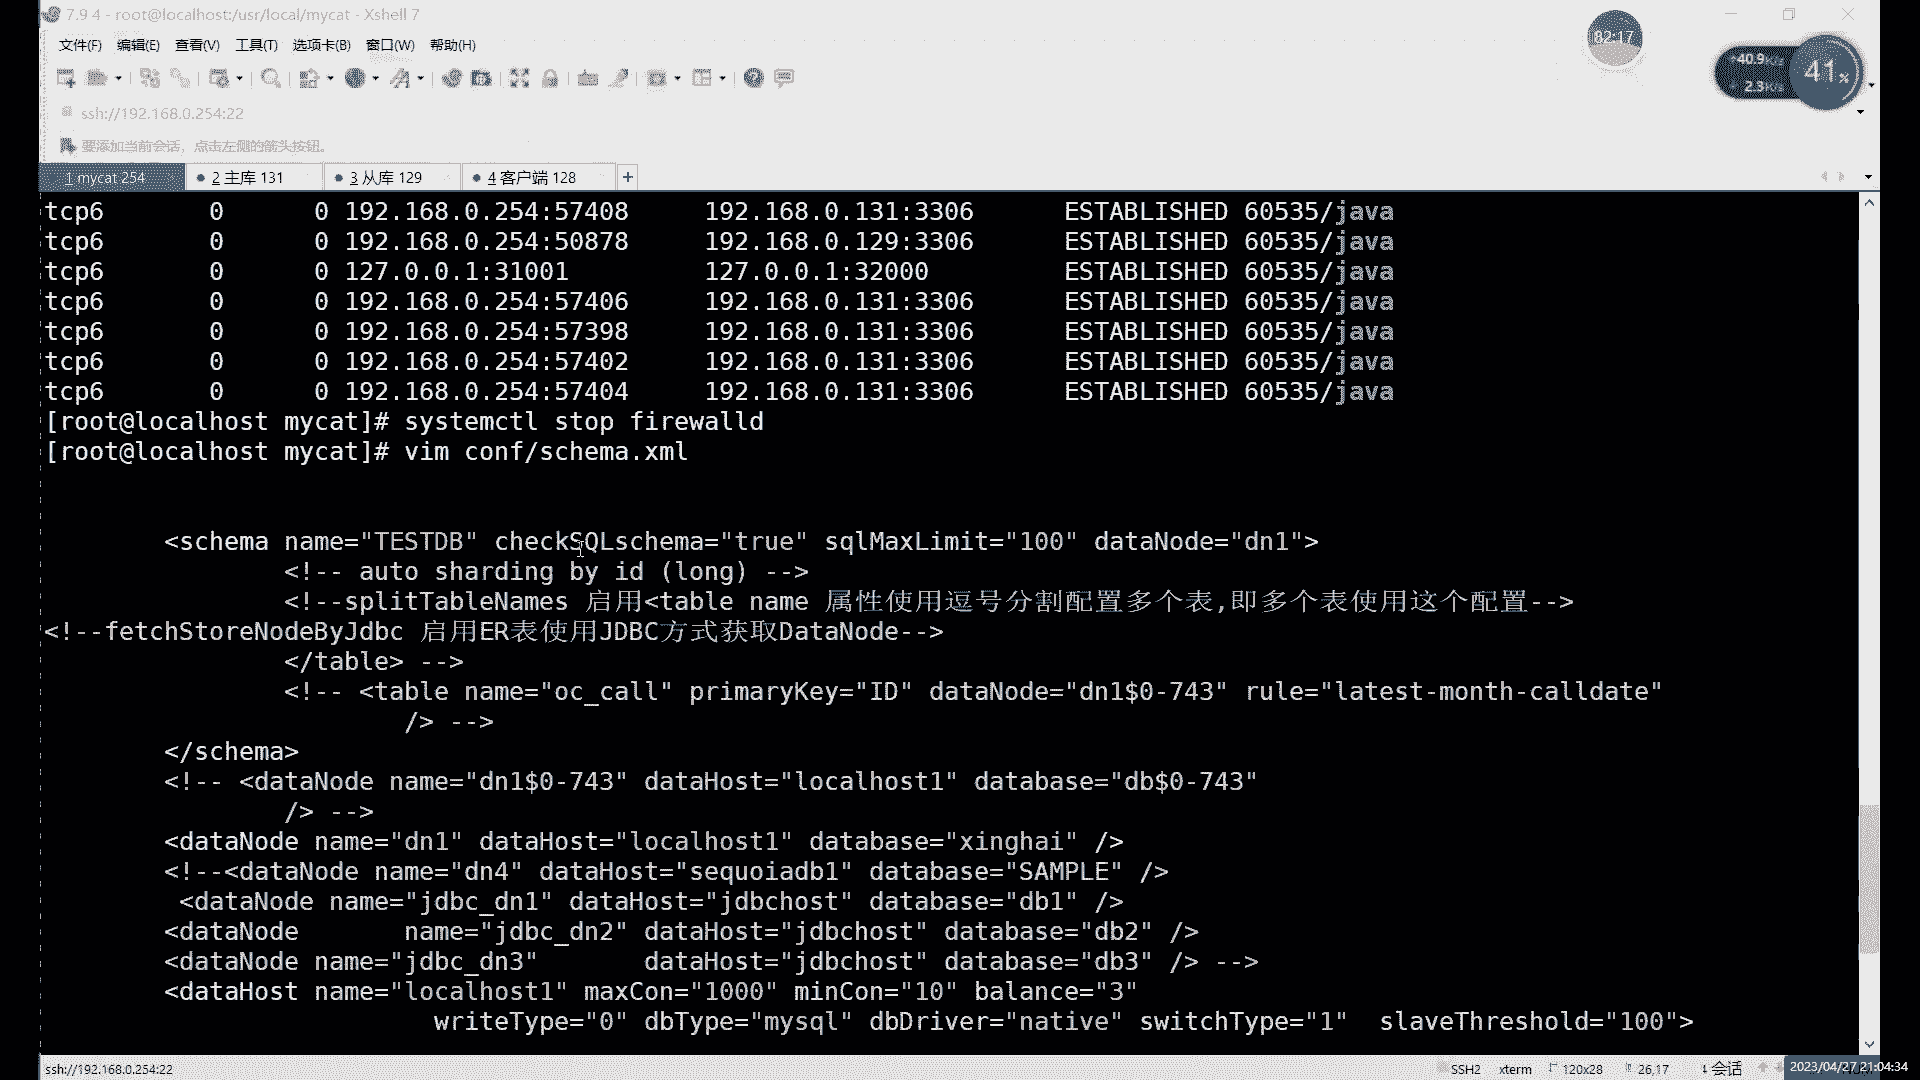 7.9 4 - root@localhost:/usr/local/mycat - Xshell 7
82:17
文件(F) 编辑(E) 查看(V) 工具(T) 选项卡(B) 窗口(W) 帮助(H)
40.9K/s
41%
2.3K/s
ssh://192.168.0.254:22
要添加当前会话，点击左侧的箭头按钮。
1 mycat 254 2 主库 131 3 从库 129 4 客户端 128 +
tcp6 0 0 192.168.0.254:57408 192.168.0.131:3306 ESTABLISHED 60535/java
tcp6 0 0 192.168.0.254:50878 192.168.0.129:3306 ESTABLISHED 60535/java
tcp6 0 0 127.0.0.1:31001 127.0.0.1:32000 ESTABLISHED 60535/java
tcp6 0 0 192.168.0.254:57406 192.168.0.131:3306 ESTABLISHED 60535/java
tcp6 0 0 192.168.0.254:57398 192.168.0.131:3306 ESTABLISHED 60535/java
tcp6 0 0 192.168.0.254:57402 192.168.0.131:3306 ESTABLISHED 60535/java
tcp6 0 0 192.168.0.254:57404 192.168.0.131:3306 ESTABLISHED 60535/java
[root@localhost mycat]# systemctl stop firewalld
[root@localhost mycat]# vim conf/schema.xml
<schema name="TESTDB" checkSQLschema="true" sqlMaxLimit="100" dataNode="dn1">
<!-- auto sharding by id (long) -->
<!--splitTableNames 启用<table name 属性使用逗号分割配置多个表,即多个表使用这个配置-->
<!--fetchStoreNodeByJdbc 启用ER表使用JDBC方式获取DataNode-->
</table> -->
<!-- <table name="oc_call" primaryKey="ID" dataNode="dn1$0-743" rule="latest-month-calldate"
/> -->
</schema>
<!-- <dataNode name="dn1$0-743" dataHost="localhost1" database="db$0-743"
/> -->
<dataNode name="dn1" dataHost="localhost1" database="xinghai" />
<!--<dataNode name="dn4" dataHost="sequoiadb1" database="SAMPLE" />
<dataNode name="jdbc_dn1" dataHost="jdbchost" database="db1" />
<dataNode name="jdbc_dn2" dataHost="jdbchost" database="db2" />
<dataNode name="jdbc_dn3" dataHost="jdbchost" database="db3" /> -->
<dataHost name="localhost1" maxCon="1000" minCon="10" balance="3"
writeType="0" dbType="mysql" dbDriver="native" switchType="1" slaveThreshold="100">
ssh://192.168.0.254:22 SSH2 xterm 120x28 26,17 1 会话 2023/04/27 21:04:34